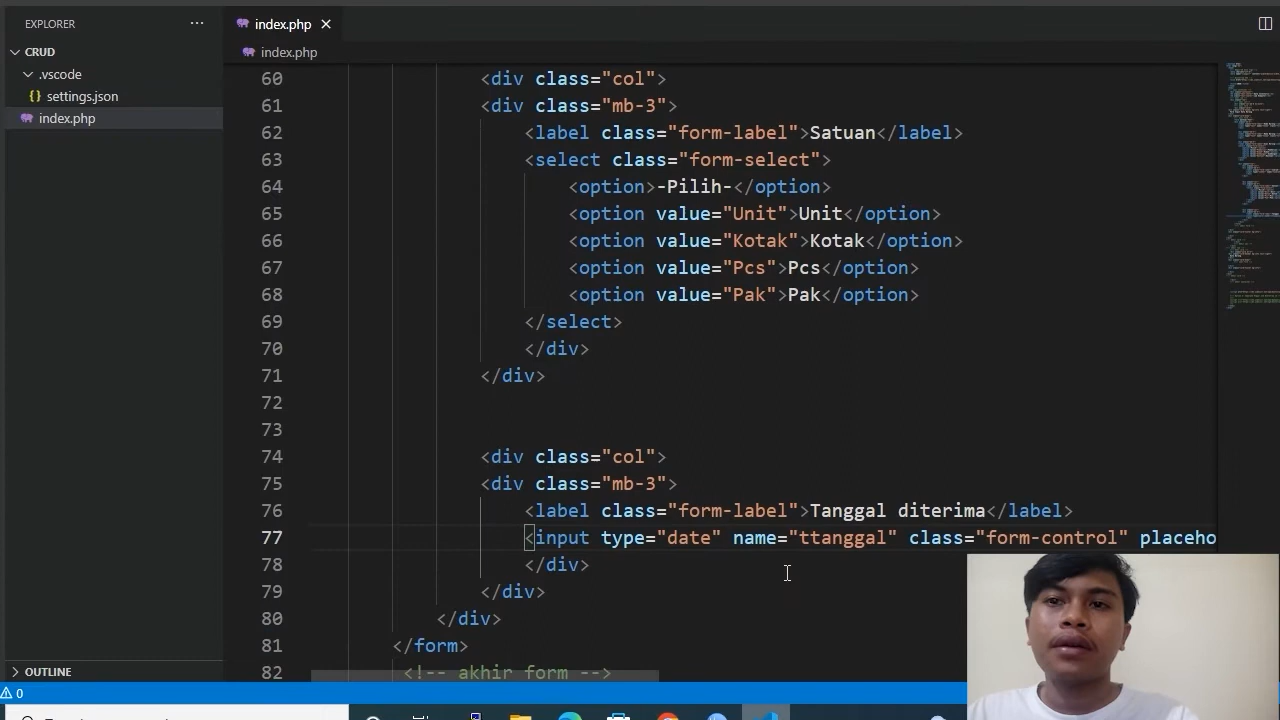 EXPLORER
···
index.php
CRUD
index.php
.vscode
settings.json
index.php
60 <div class="col">
61 <div class="mb-3">
62 <label class="form-label">Satuan</label>
63 <select class="form-select">
64 <option>-Pilih-</option>
65 <option value="Unit">Unit</option>
66 <option value="Kotak">Kotak</option>
67 <option value="Pcs">Pcs</option>
68 <option value="Pak">Pak</option>
69 </select>
70 </div>
71 </div>
72
73
74 <div class="col">
75 <div class="mb-3">
76 <label class="form-label">Tanggal diterima</label>
77 <input type="date" name="ttanggal" class="form-control" placeho
78 </div>
79 </div>
80 </div>
81 </form>
82 <!-- akhir form -->
OUTLINE
0